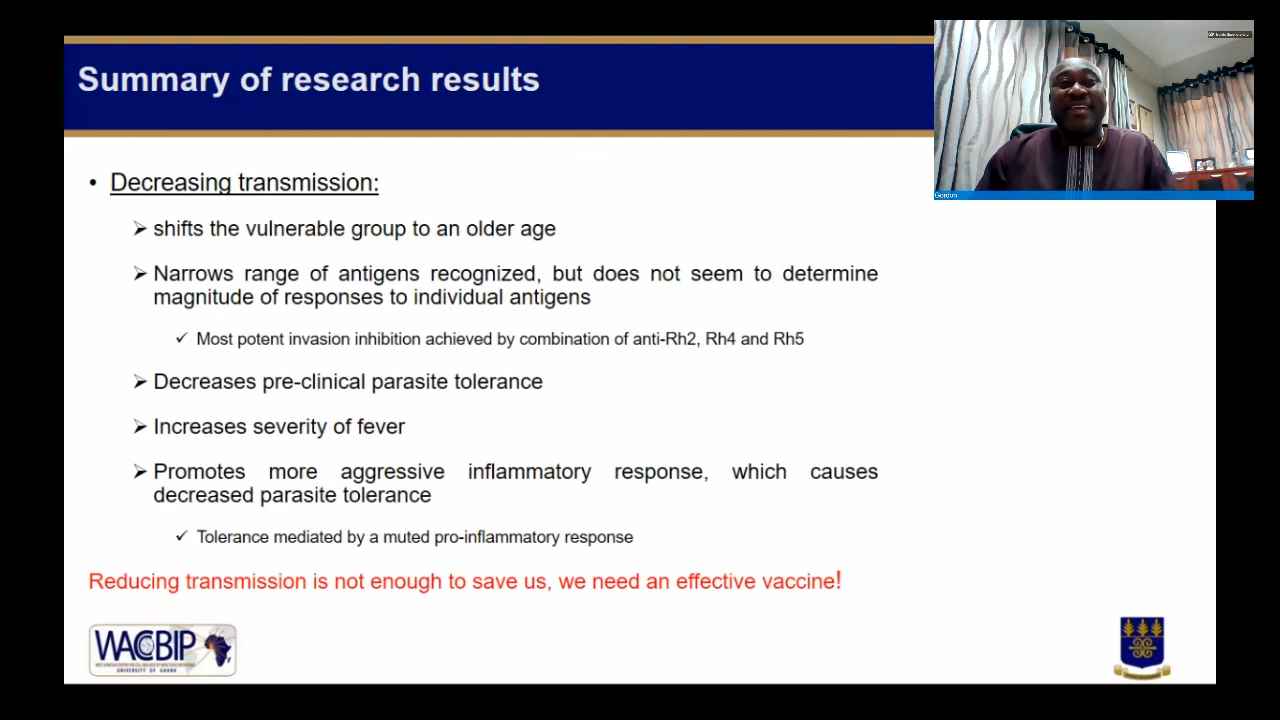 Summary of research results
Gordon
• Decreasing transmission:
➢ shifts the vulnerable group to an older age
➢ Narrows range of antigens recognized, but does not seem to determine
magnitude of responses to individual antigens
✓ Most potent invasion inhibition achieved by combination of anti-Rh2, Rh4 and Rh5
➢ Decreases pre-clinical parasite tolerance
➢ Increases severity of fever
➢ Promotes more aggressive inflammatory response, which causes
decreased parasite tolerance
✓ Tolerance mediated by a muted pro-inflammatory response
Reducing transmission is not enough to save us, we need an effective vaccine!
WACCBIP
UNIVERSITY OF GHANA